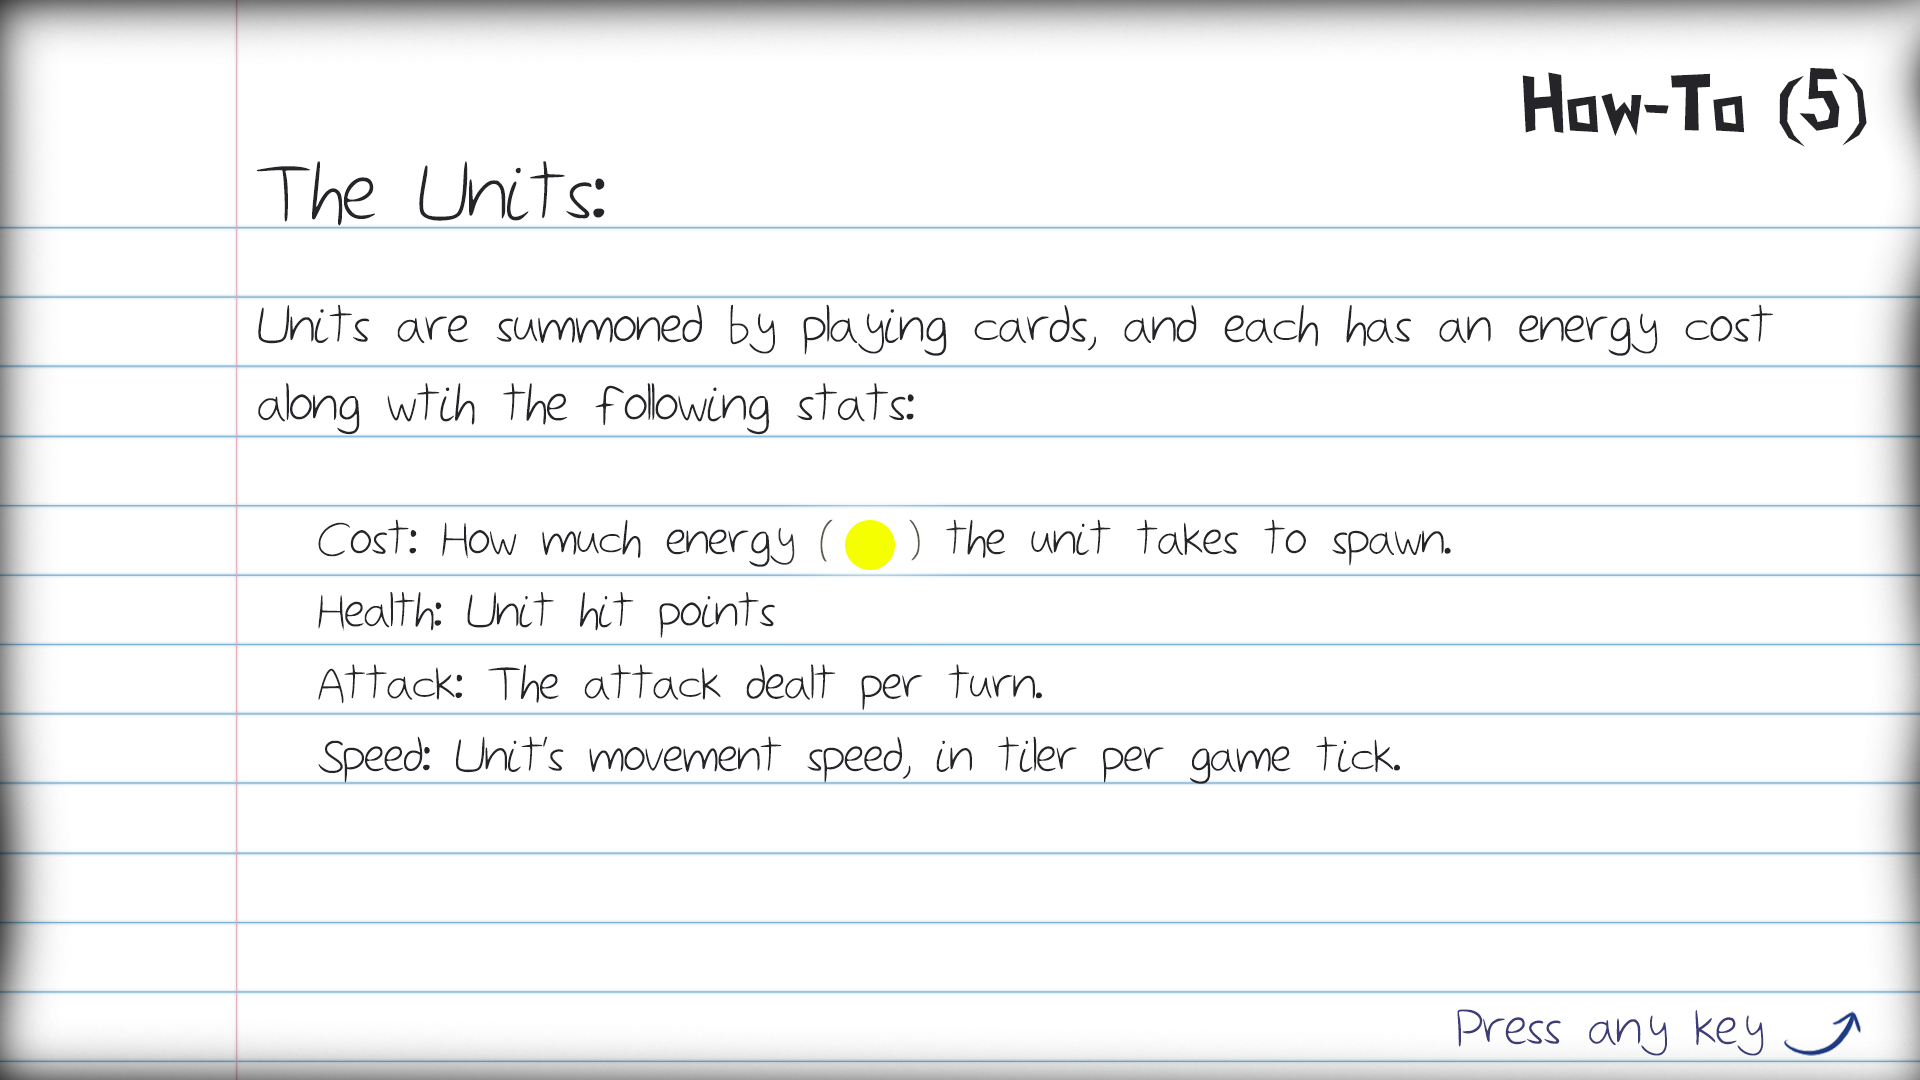 How-To (5)
The Units:
Units are summoned by playing cards, and each has an energy cost
along wtih the following stats:
Cost: How much energy ( ) the unit takes to spawn.
Health: Unit hit points
Attack: The attack dealt per turn.
Speed: Unit's movement speed, in tiler per game tick.
Press any key